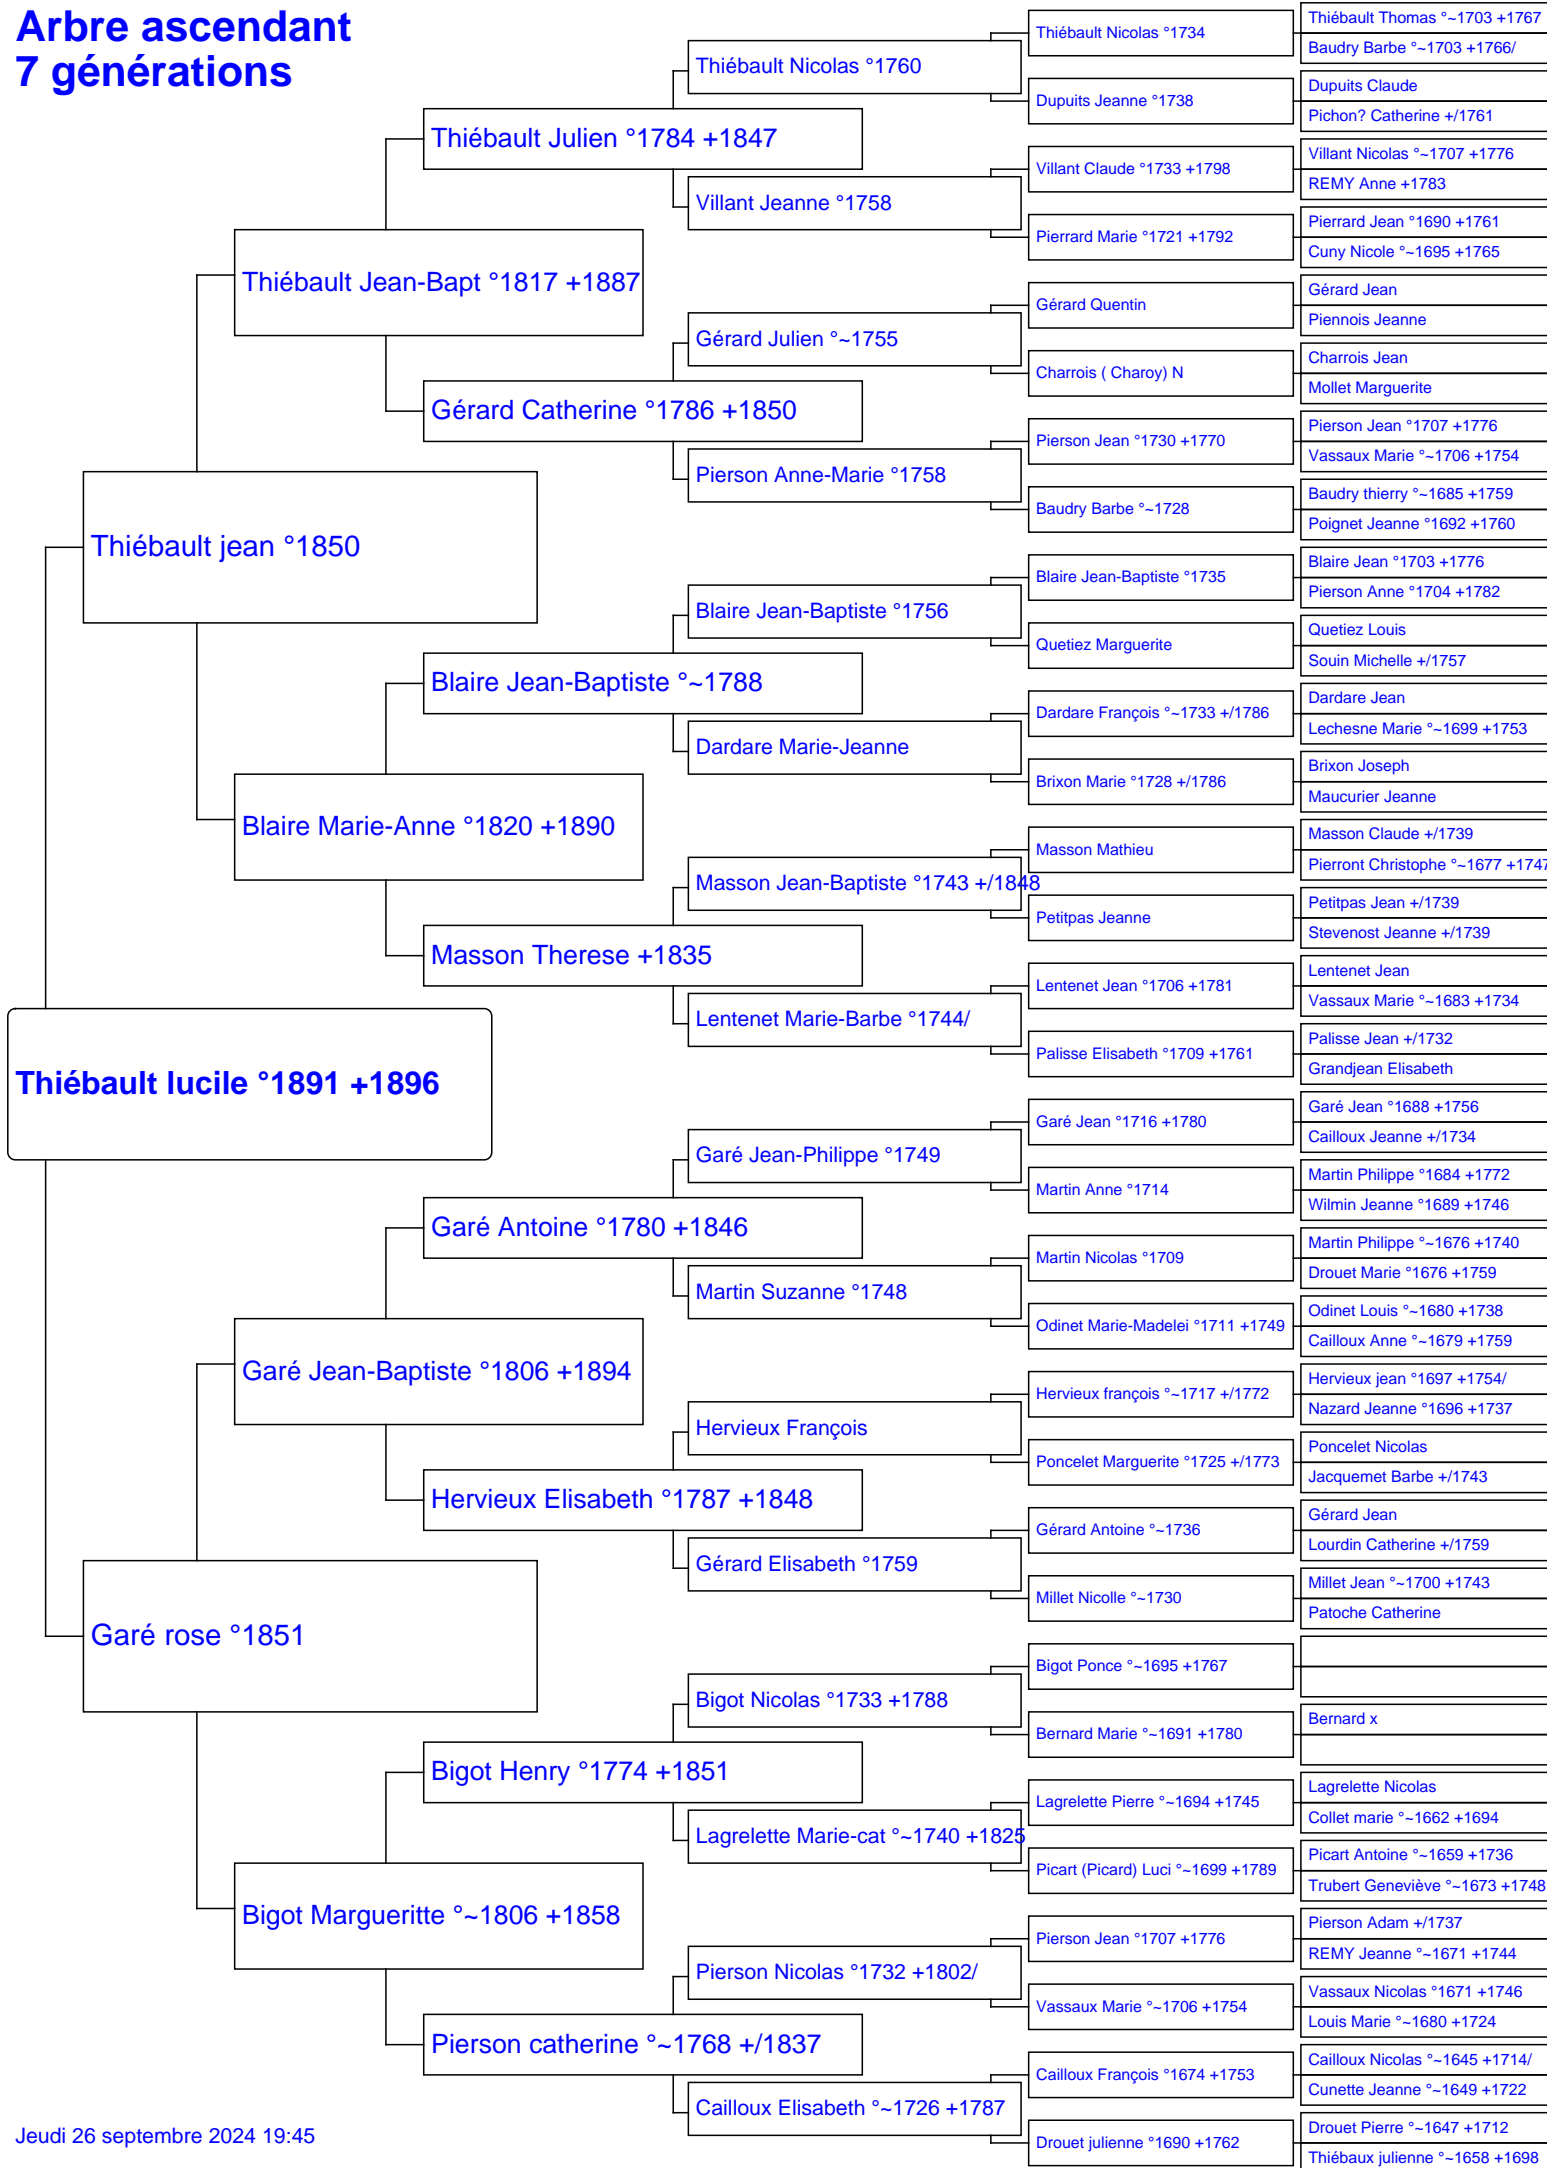 Arbre ascendant
7 générations
Thiébault lucile °1891 +1896
Thiébault jean °1850
Garé rose °1851
Thiébault Jean-Bapt °1817 +1887
Blaire Marie-Anne °1820 +1890
Garé Jean-Baptiste °1806 +1894
Bigot Margueritte °~1806 +1858
Thiébault Julien °1784 +1847
Gérard Catherine °1786 +1850
Blaire Jean-Baptiste °~1788
Masson Therese +1835
Garé Antoine °1780 +1846
Hervieux Elisabeth °1787 +1848
Bigot Henry °1774 +1851
Pierson catherine °~1768 +/1837
Thiébault Nicolas °1760
Villant Jeanne °1758
Gérard Julien °~1755
Pierson Anne-Marie °1758
Blaire Jean-Baptiste °1756
Dardare Marie-Jeanne
Masson Jean-Baptiste °1743 +/1848
Lentenet Marie-Barbe °1744/
Garé Jean-Philippe °1749
Martin Suzanne °1748
Hervieux François
Gérard Elisabeth °1759
Bigot Nicolas °1733 +1788
Lagrelette Marie-cat °~1740 +1825
Pierson Nicolas °1732 +1802/
Cailloux Elisabeth °~1726 +1787
Thiébault Nicolas °1734
Dupuits Jeanne °1738
Villant Claude °1733 +1798
Pierrard Marie °1721 +1792
Gérard Quentin
Charrois ( Charoy) N
Pierson Jean °1730 +1770
Baudry Barbe °~1728
Blaire Jean-Baptiste °1735
Quetiez Marguerite
Dardare François °~1733 +/1786
Brixon Marie °1728 +/1786
Masson Mathieu
Petitpas Jeanne
Lentenet Jean °1706 +1781
Palisse Elisabeth °1709 +1761
Garé Jean °1716 +1780
Martin Anne °1714
Martin Nicolas °1709
Odinet Marie-Madelei °1711 +1749
Hervieux françois °~1717 +/1772
Poncelet Marguerite °1725 +/1773
Gérard Antoine °~1736
Millet Nicolle °~1730
Bigot Ponce °~1695 +1767
Bernard Marie °~1691 +1780
Lagrelette Pierre °~1694 +1745
Picart (Picard) Luci °~1699 +1789
Pierson Jean °1707 +1776
Vassaux Marie °~1706 +1754
Cailloux François °1674 +1753
Drouet julienne °1690 +1762
Thiébault Thomas °~1703 +1767
Baudry Barbe °~1703 +1766/
Dupuits Claude
Pichon? Catherine +/1761
Villant Nicolas °~1707 +1776
REMY Anne +1783
Pierrard Jean °1690 +1761
Cuny Nicole °~1695 +1765
Gérard Jean
Piennois Jeanne
Charrois Jean
Mollet Marguerite
Pierson Jean °1707 +1776
Vassaux Marie °~1706 +1754
Baudry thierry °~1685 +1759
Poignet Jeanne °1692 +1760
Blaire Jean °1703 +1776
Pierson Anne °1704 +1782
Quetiez Louis
Souin Michelle +/1757
Dardare Jean
Lechesne Marie °~1699 +1753
Brixon Joseph
Maucurier Jeanne
Masson Claude +/1739
Pierront Christophe °~1677 +1747
Petitpas Jean +/1739
Stevenost Jeanne +/1739
Lentenet Jean
Vassaux Marie °~1683 +1734
Palisse Jean +/1732
Grandjean Elisabeth
Garé Jean °1688 +1756
Cailloux Jeanne +/1734
Martin Philippe °1684 +1772
Wilmin Jeanne °1689 +1746
Martin Philippe °~1676 +1740
Drouet Marie °1676 +1759
Odinet Louis °~1680 +1738
Cailloux Anne °~1679 +1759
Hervieux jean °1697 +1754/
Nazard Jeanne °1696 +1737
Poncelet Nicolas
Jacquemet Barbe +/1743
Gérard Jean
Lourdin Catherine +/1759
Millet Jean °~1700 +1743
Patoche Catherine
Bernard x
Lagrelette Nicolas
Collet marie °~1662 +1694
Picart Antoine °~1659 +1736
Trubert Geneviève °~1673 +1748
Pierson Adam +/1737
REMY Jeanne °~1671 +1744
Vassaux Nicolas °1671 +1746
Louis Marie °~1680 +1724
Cailloux Nicolas °~1645 +1714/
Cunette Jeanne °~1649 +1722
Drouet Pierre °~1647 +1712
Thiébaux julienne °~1658 +1698
Jeudi 26 septembre 2024 19:45